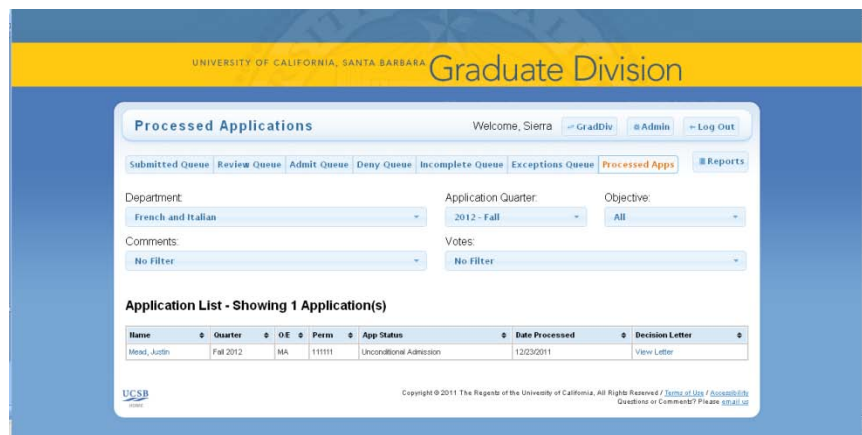 UNIVERSITY OF CALIFORNIA, SANTA BARBARA Graduate Division
Processed Applications Welcome, Sierra GradDiv Admin Log Out
Submitted Queue Review Queue Admit Queue Deny Queue Incomplete Queue Exceptions Queue Processed Apps Reports
Department: Application Quarter: Objective:
French and Italian 2012 - Fall All
Comments: Votes:
No Filter No Filter
Application List - Showing 1 Application(s)
Name Quarter O/E Perm App Status Date Processed Decision Letter
Mead, Justin Fall 2012 MA 111111 Unconditional Admission 12/23/2011 View Letter
UCSB Copyright © 2011 The Regents of the University of California, All Rights Reserved / Terms of Use / Accessibility
Questions or Comments? Please email us